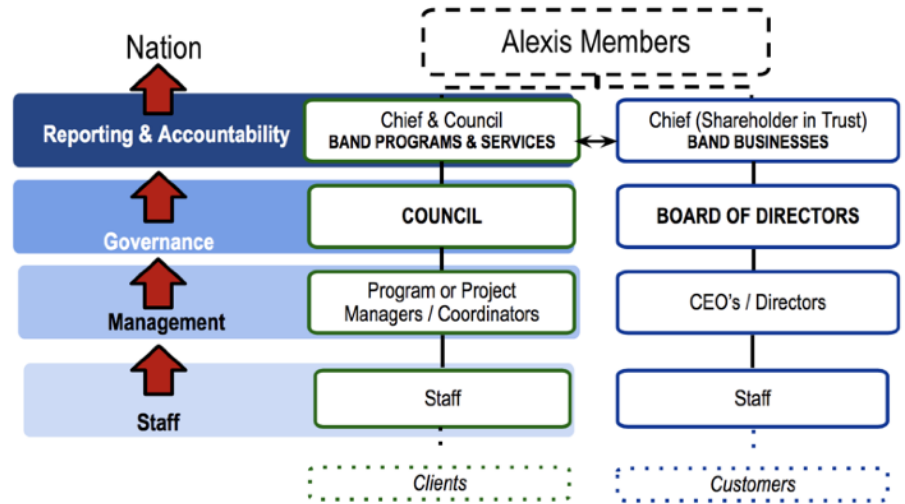 Nation
Alexis Members
Reporting & Accountability
Chief & Council
BAND PROGRAMS & SERVICES
Chief (Shareholder in Trust)
BAND BUSINESSES
Governance
COUNCIL
BOARD OF DIRECTORS
Management
Program or Project
Managers / Coordinators
CEO's / Directors
Staff
Staff
Staff
Clients
Customers